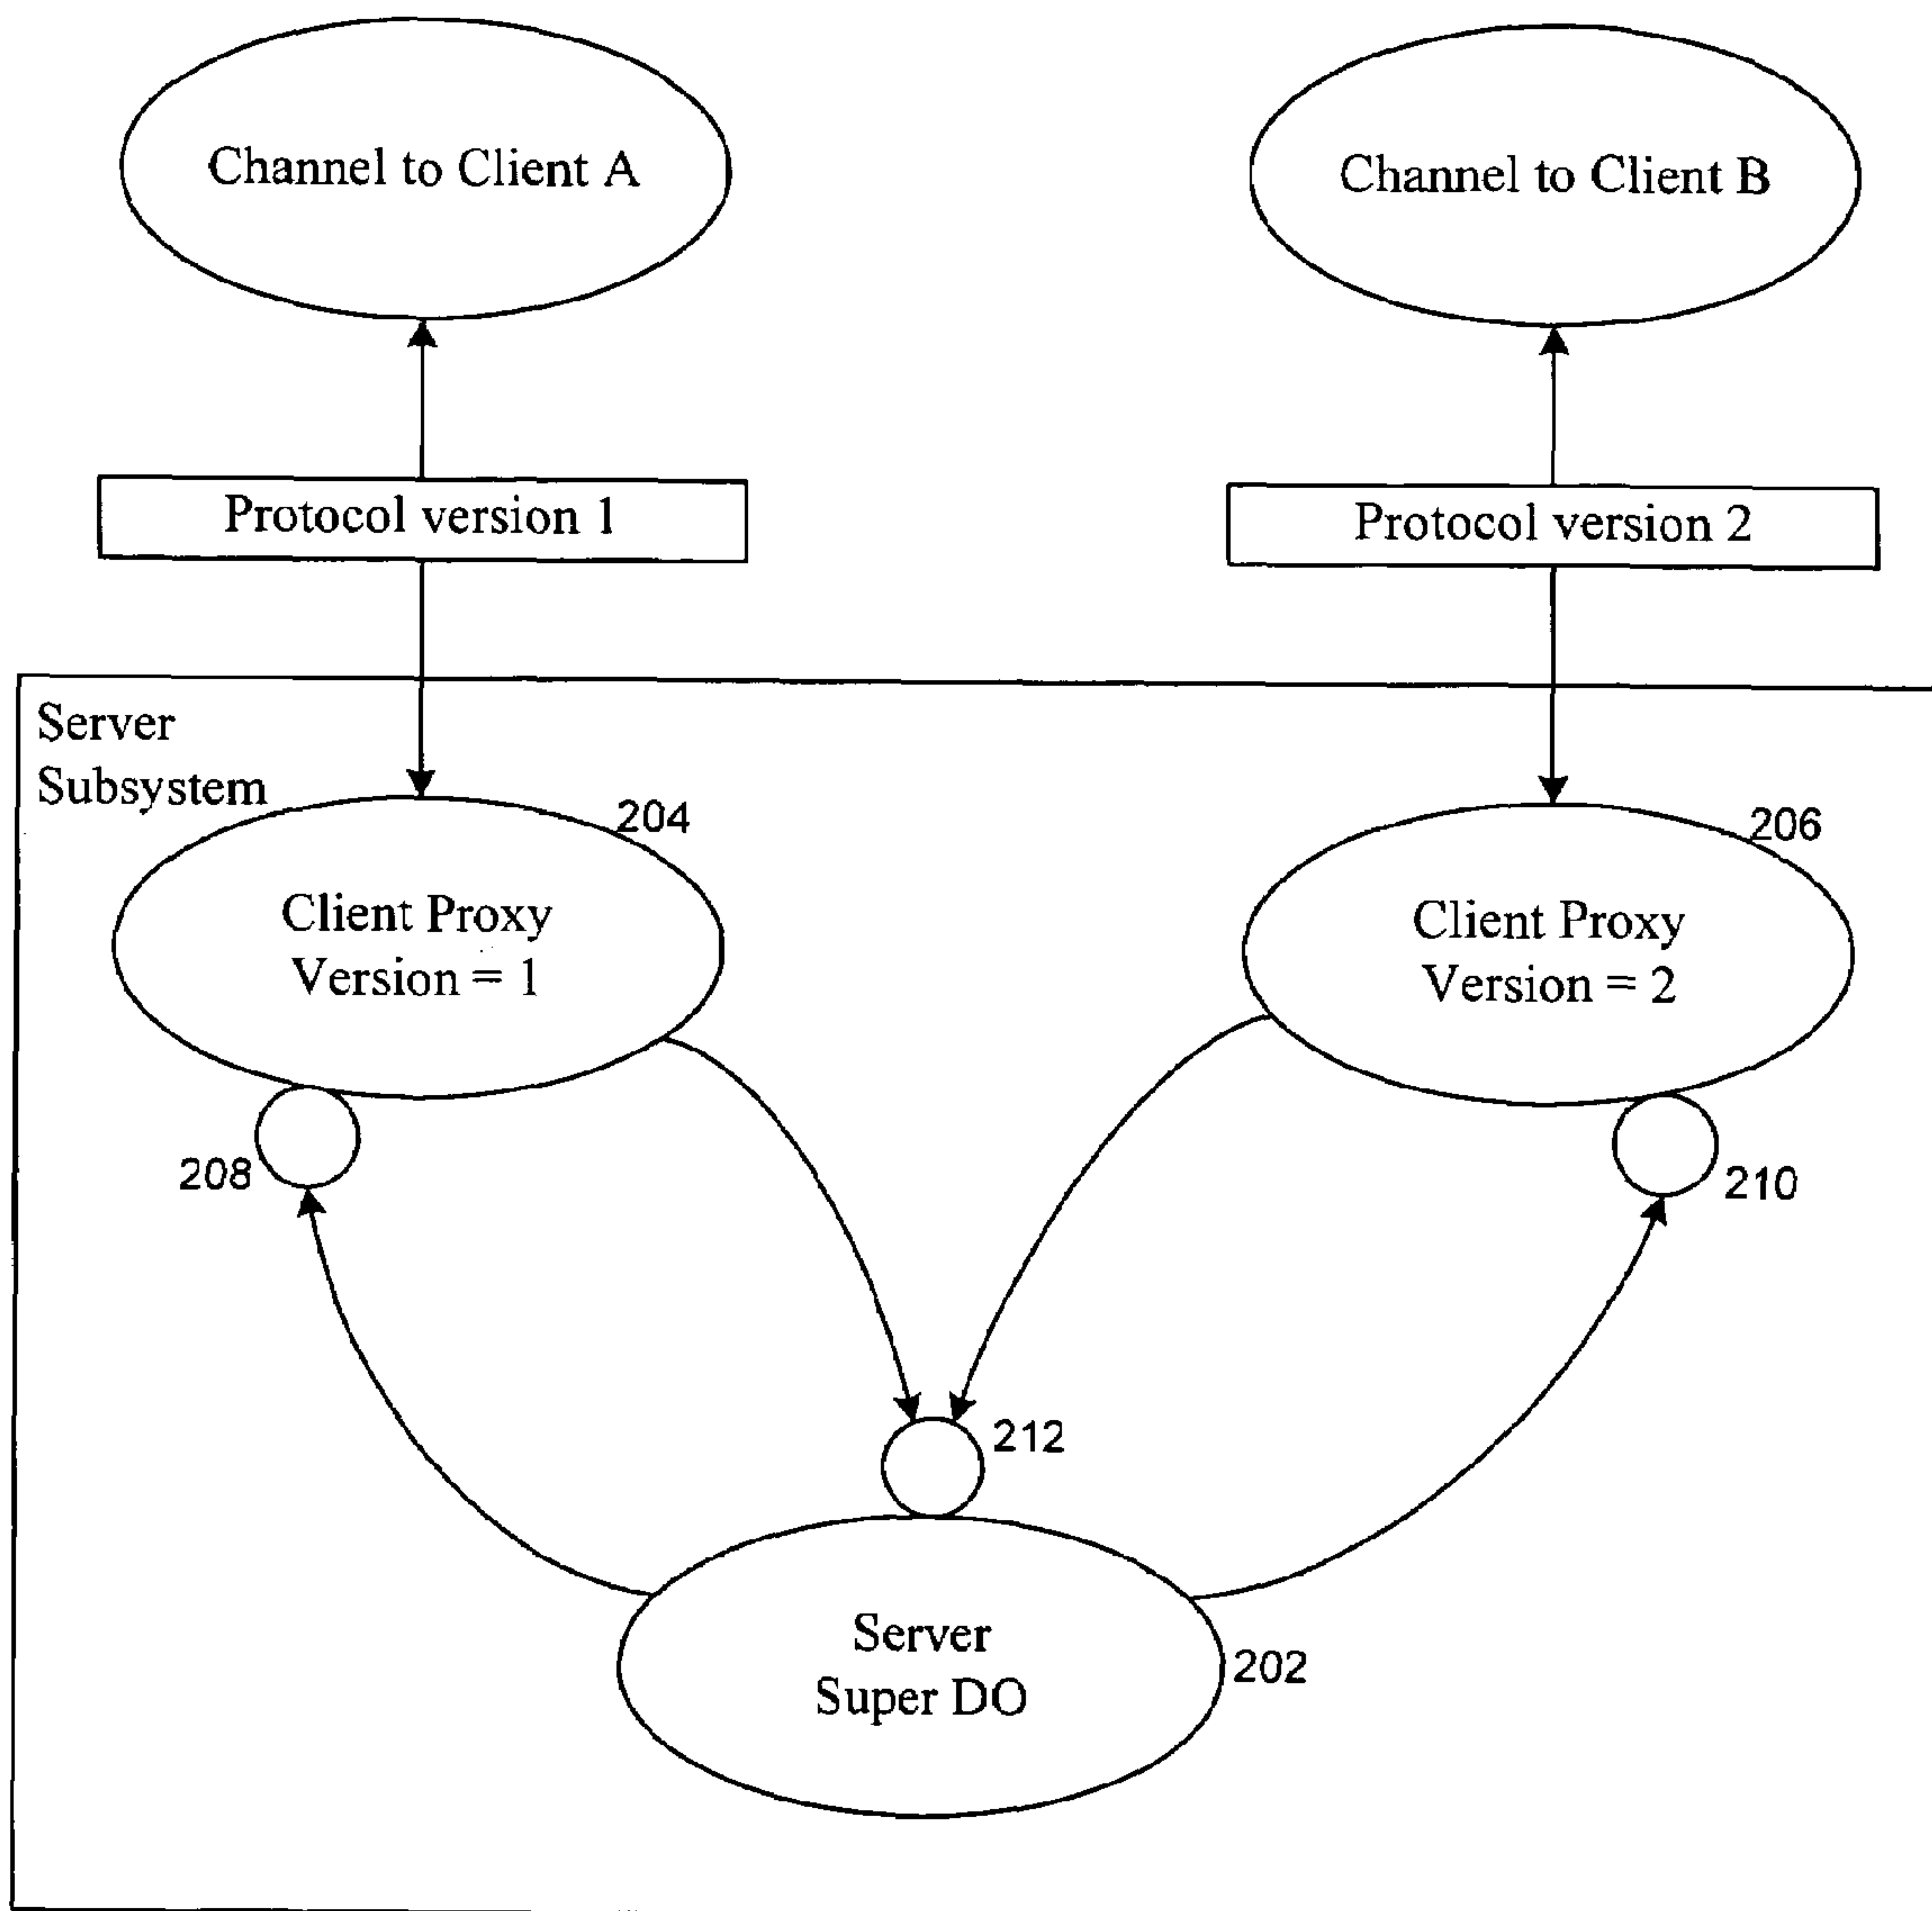 Channel to Client A
Channel to Client B
Protocol version 1
Protocol version 2
Server
Subsystem
204
206
Client Proxy
Version = 1
Client Proxy
Version = 2
208
210
212
Server
Super DO
202